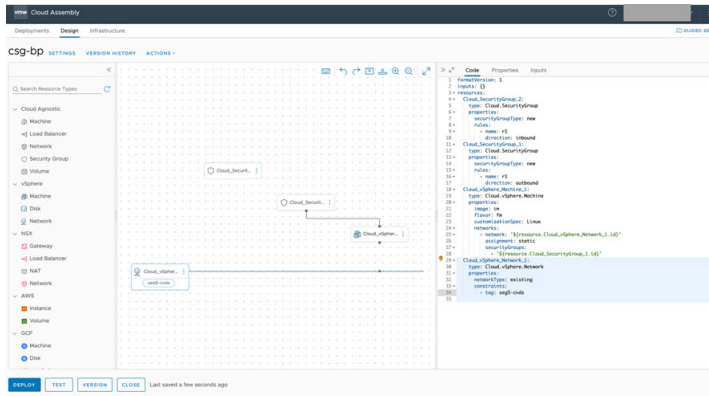 vmw Cloud Assembly
Deployments Design Infrastructure
GUIDED SE
csg-bp SETTINGS VERSION HISTORY ACTIONS
Search Resource Types
Cloud Agnostic
Machine
Load Balancer
Network
Security Group
Volume
vSphere
Machine
Disk
Network
NSX
Gateway
Load Balancer
NAT
Network
AWS
Instance
Volume
GCP
Machine
Disk
Cloud_Securit...
Cloud_Securit...
Cloud_vSpher...
Cloud_vSpher...
seg5-cvds
Code Properties Inputs
1 formatVersion: 1
2 inputs: {}
3 resources:
4 Cloud_SecurityGroup_2:
5 type: Cloud.SecurityGroup
6 properties:
7 securityGroupType: new
8 rules:
9 - name: r1
10 direction: inbound
11 Cloud_SecurityGroup_1:
12 type: Cloud.SecurityGroup
13 properties:
14 securityGroupType: new
15 rules:
16 - name: r1
17 direction: outbound
18 Cloud_vSphere_Machine_1:
19 type: Cloud.vSphere.Machine
20 properties:
21 image: im
22 flavor: fm
23 customizationSpec: Linux
24 networks:
25 - network: '${resource.Cloud_vSphere_Network_1.id}'
26 assignment: static
27 securityGroups:
28 - '${resource.Cloud_SecurityGroup_1.id}'
29 Cloud_vSphere_Network_1:
30 type: Cloud.vSphere.Network
31 properties:
32 networkType: existing
33 constraints:
34 - tag: seg5-cvds
35
DEPLOY TEST VERSION CLOSE Last saved a few seconds ago